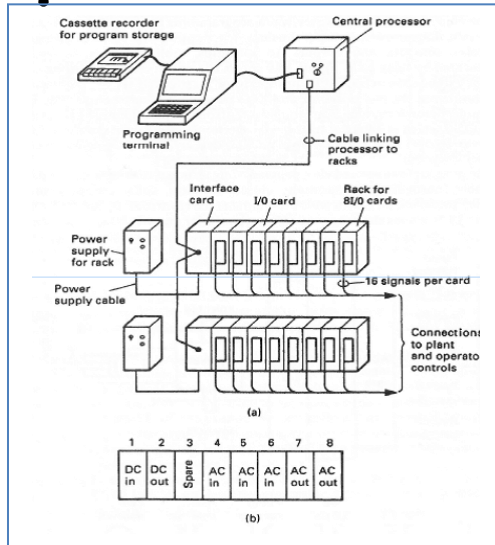 Cassette recorder
for program storage
Central processor
Programming
terminal
Cable linking
processor to
racks
Interface
card
I/O card
Rack for
8I/0 cards
Power
supply
for rack
Power
supply cable
16 signals per card
Connections
to plant
and operato
controls
(a)
1 2 3 4 5 6 7 8
DC in
DC out
Spare
AC in
AC in
AC in
AC out
AC out
(b)